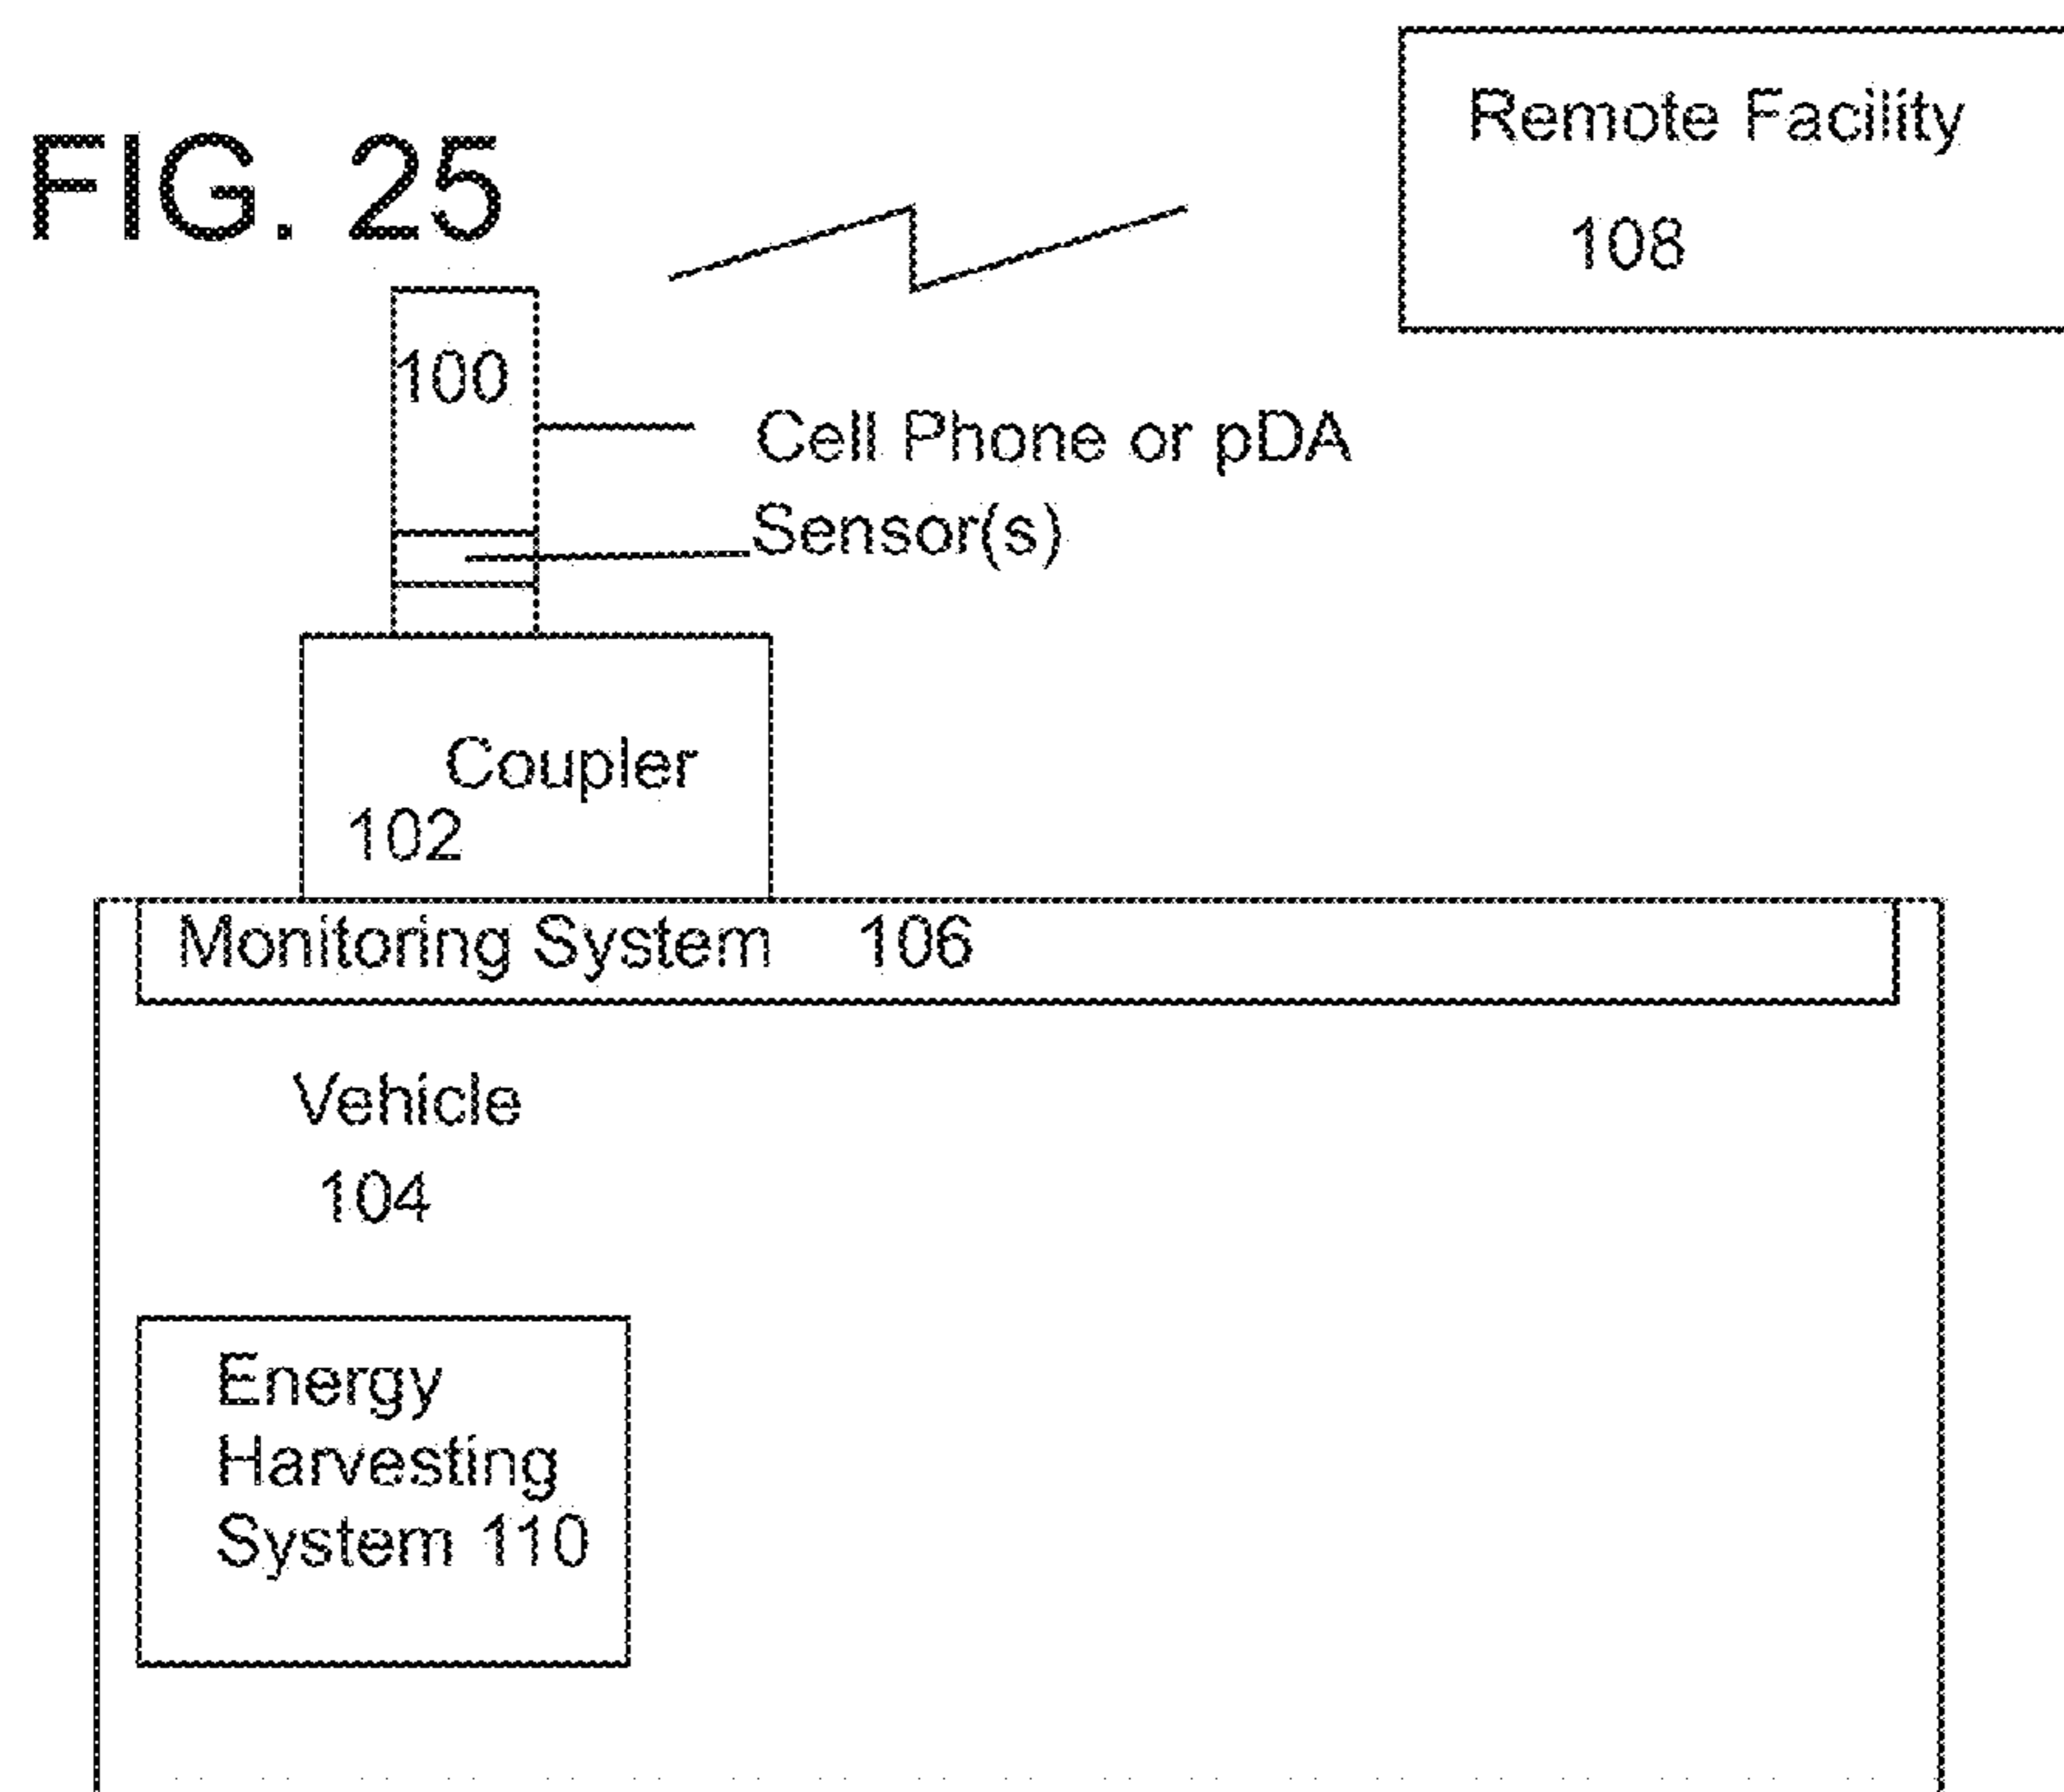 FIG. 25
Remote Facility
108
100
Cell Phone or pDA
Sensor(s)
Coupler
102
Monitoring System 106
Vehicle
104
Energy
Harvesting
System 110